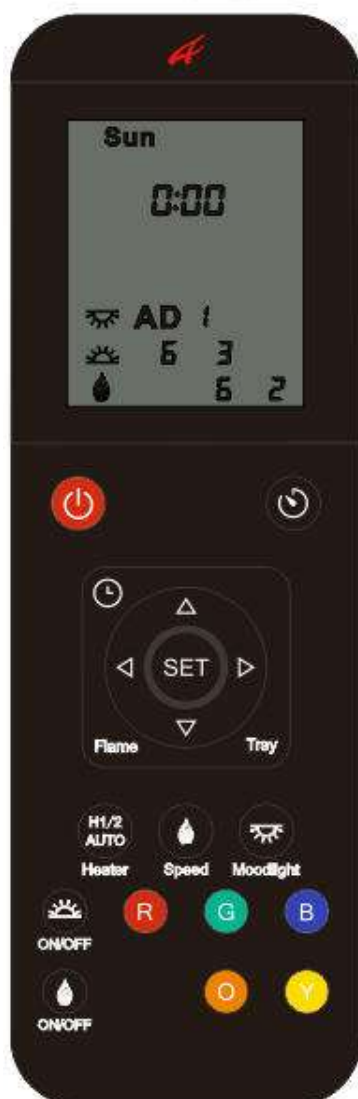 Sun
0:00
AD 1
6 3
6 2
SET
Flame Tray
H1/2
AUTO
Heater Speed Moodlight
R G B
ON/OFF
O Y
ON/OFF